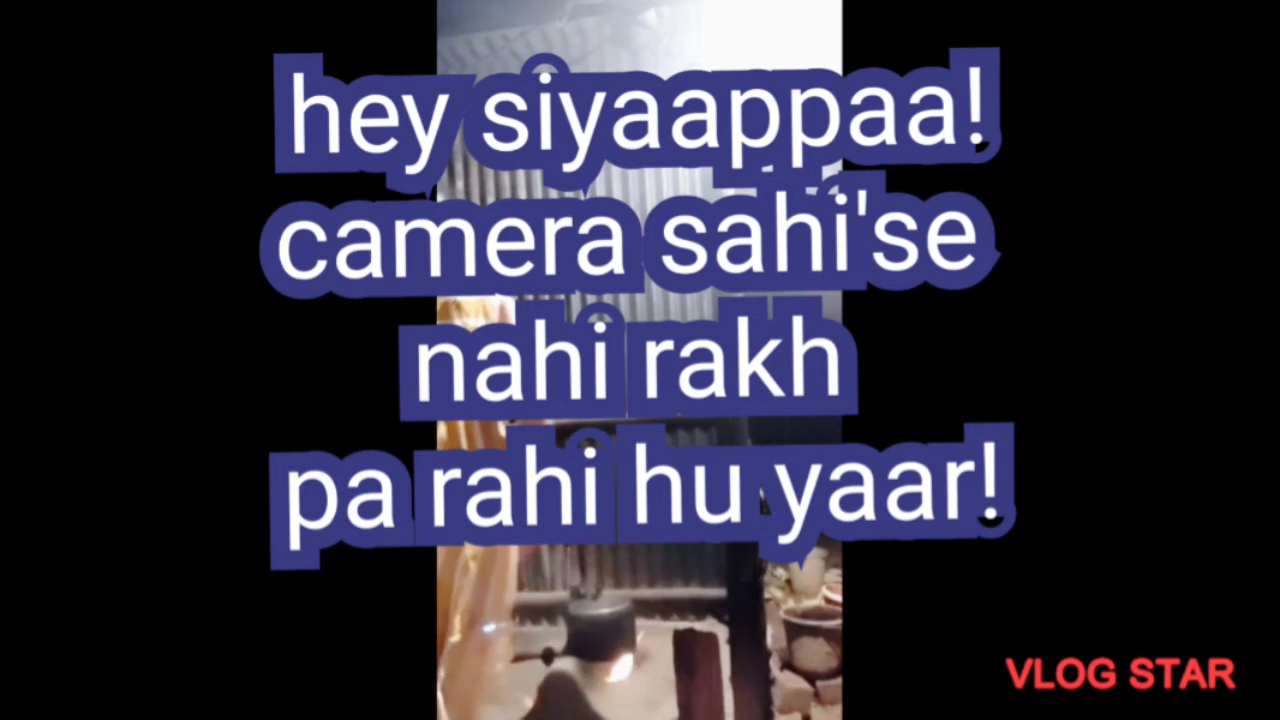 hey siyaappaa!
camera sahi'se
nahi rakh
pa rahi hu yaar!
VLOG STAR